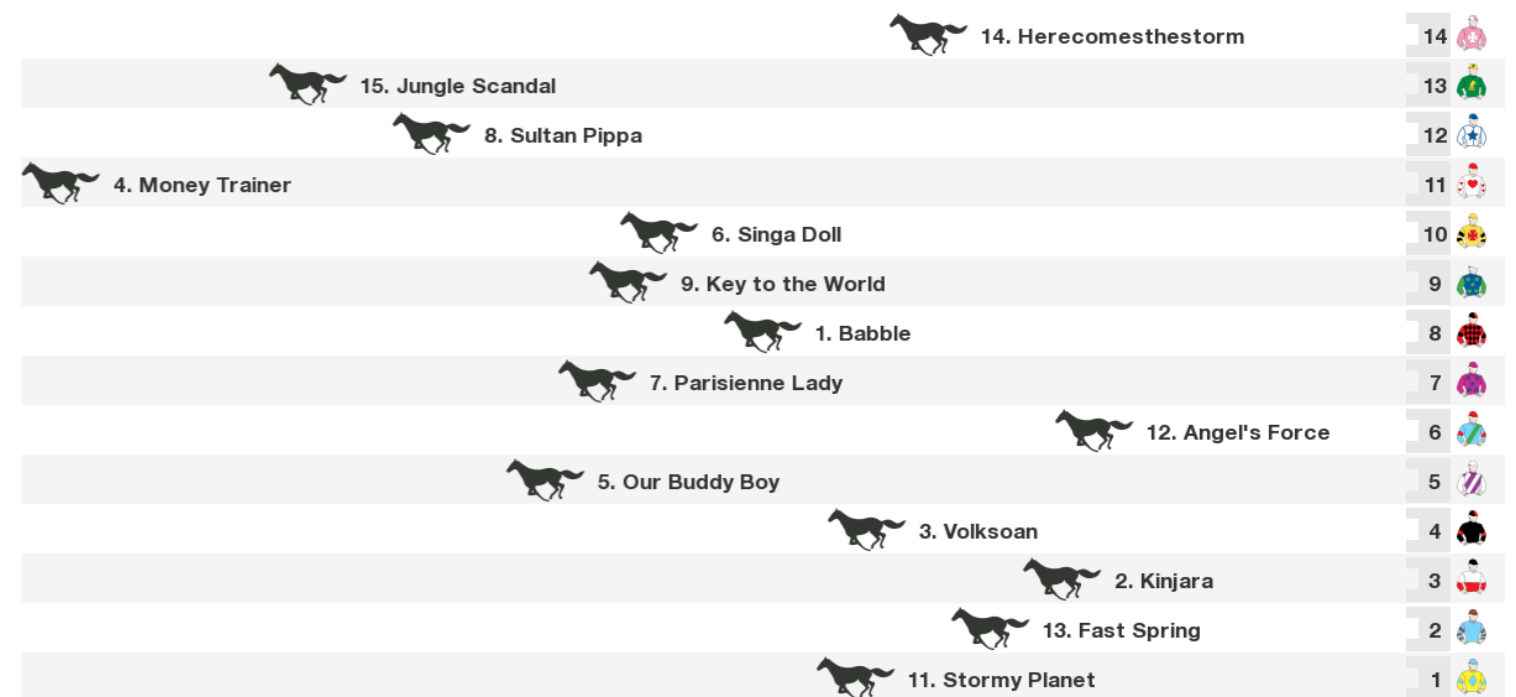 14. Herecomesthestorm 14
15. Jungle Scandal 13
8. Sultan Pippa 12
4. Money Trainer 11
6. Singa Doll 10
9. Key to the World 9
1. Babble 8
7. Parisienne Lady 7
12. Angel's Force 6
5. Our Buddy Boy 5
3. Volksoan 4
2. Kinjara 3
13. Fast Spring 2
11. Stormy Planet 1